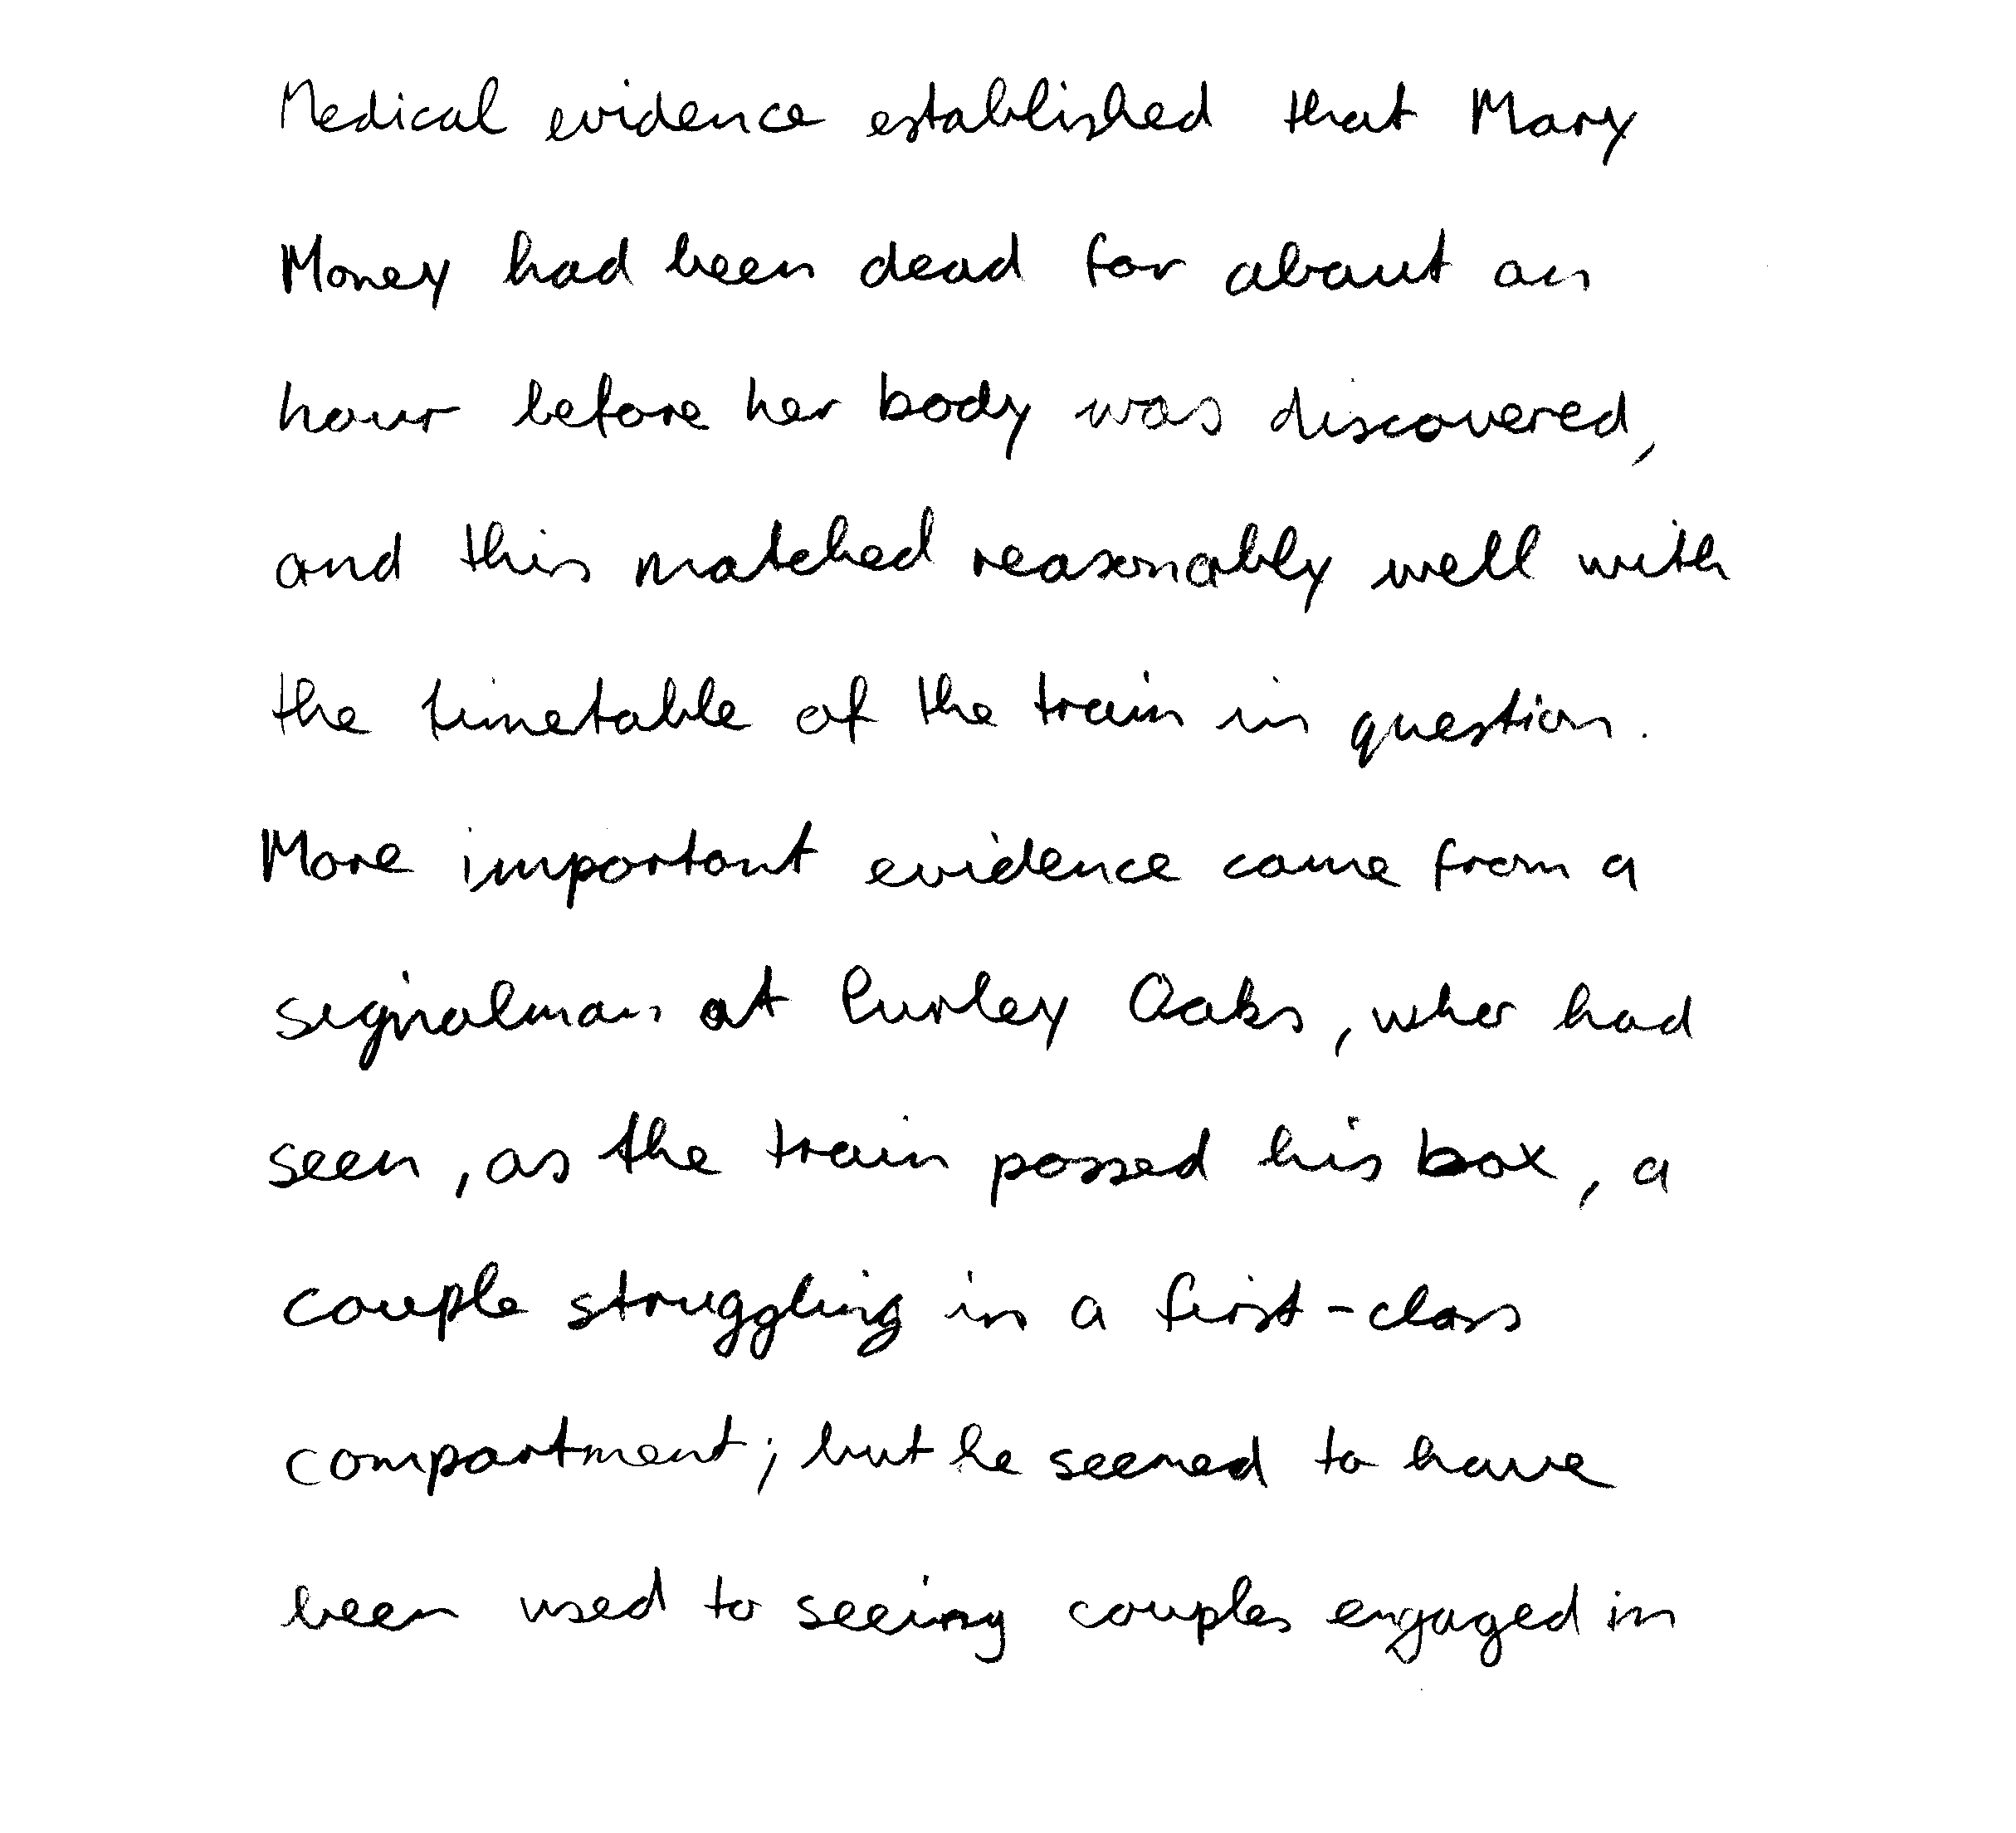 Medical evidence established that Mary
Money had been dead for about an
hour before her body was discovered,
and this matched reasonably well with
the timetable of the train in question.
More important evidence came from a
signalman at Purley Oaks, who had
seen, as the train passed his box, a
couple struggling in a first-class
compartment; but he seemed to have
been used to seeing couples engaged in